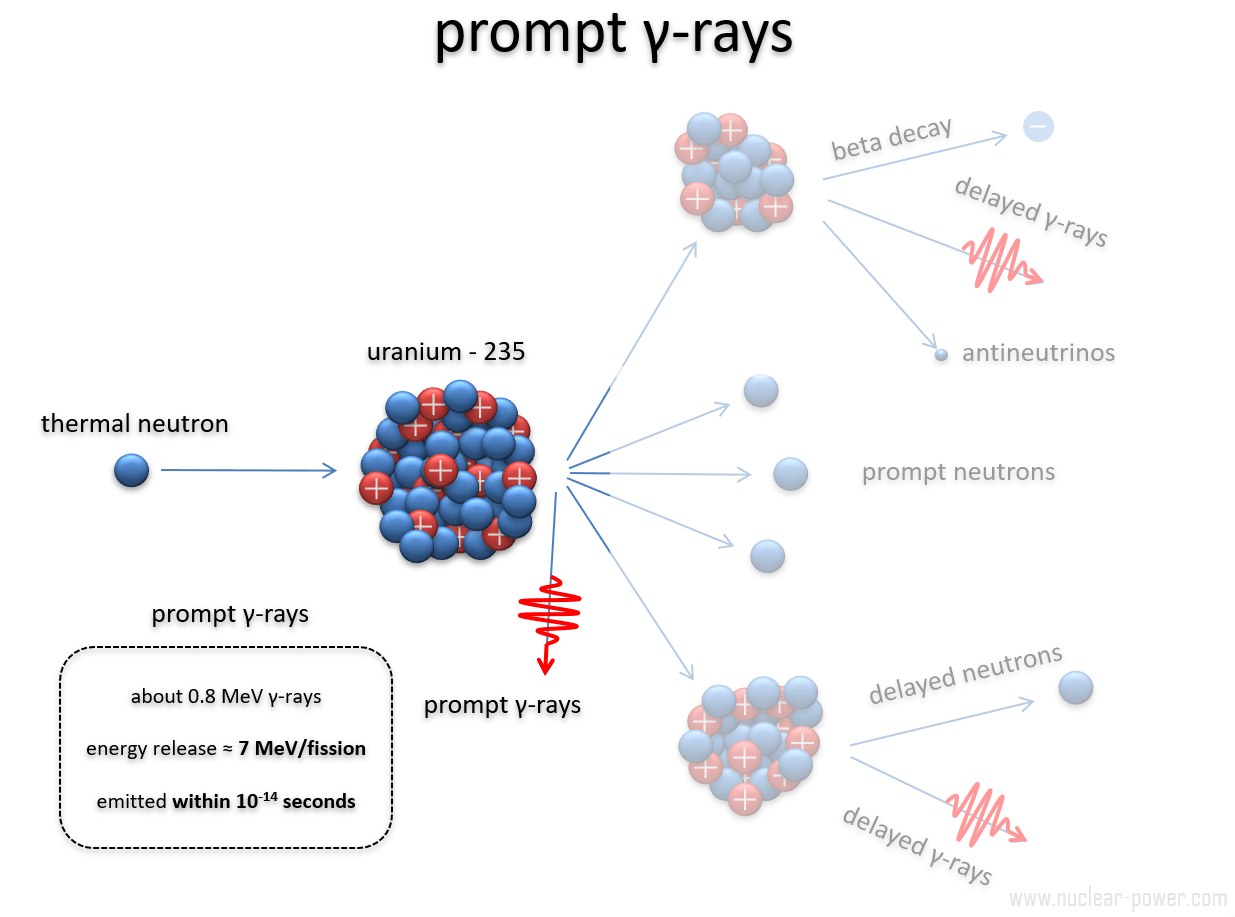 prompt γ-rays
beta decay
delayed γ-rays
uranium - 235
antineutrinos
thermal neutron
prompt neutrons
prompt γ-rays
about 0.8 MeV γ-rays
energy release ≈ 7 MeV/fission
emitted within 10⁻¹⁴ seconds
prompt γ-rays
delayed neutrons
delayed γ-rays
www.nuclear-power.com